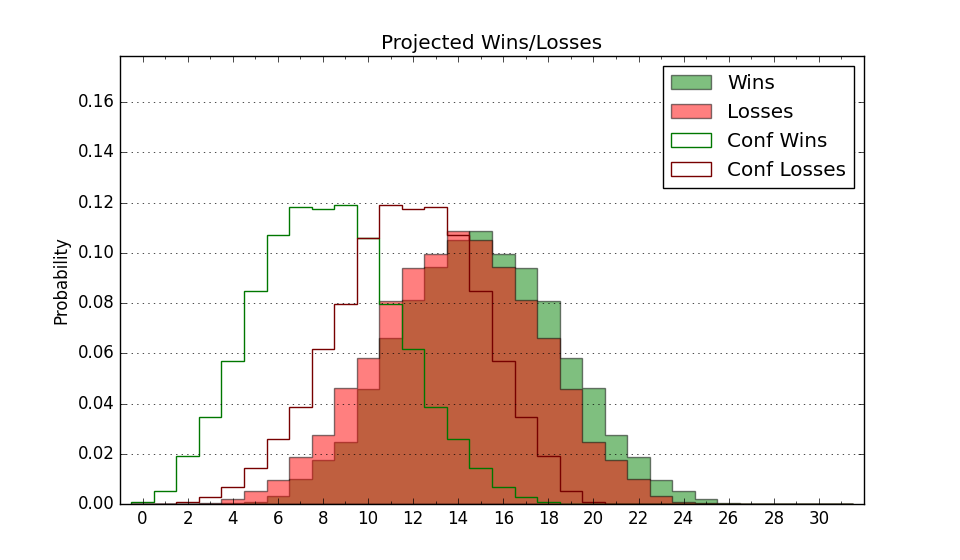 Projected Wins/Losses
Wins
Losses
Conf Wins
Conf Losses
Probability
0.16
0.14
0.12
0.10
0.08
0.06
0.04
0.02
0.00
0 2 4 6 8 10 12 14 16 18 20 22 24 26 28 30